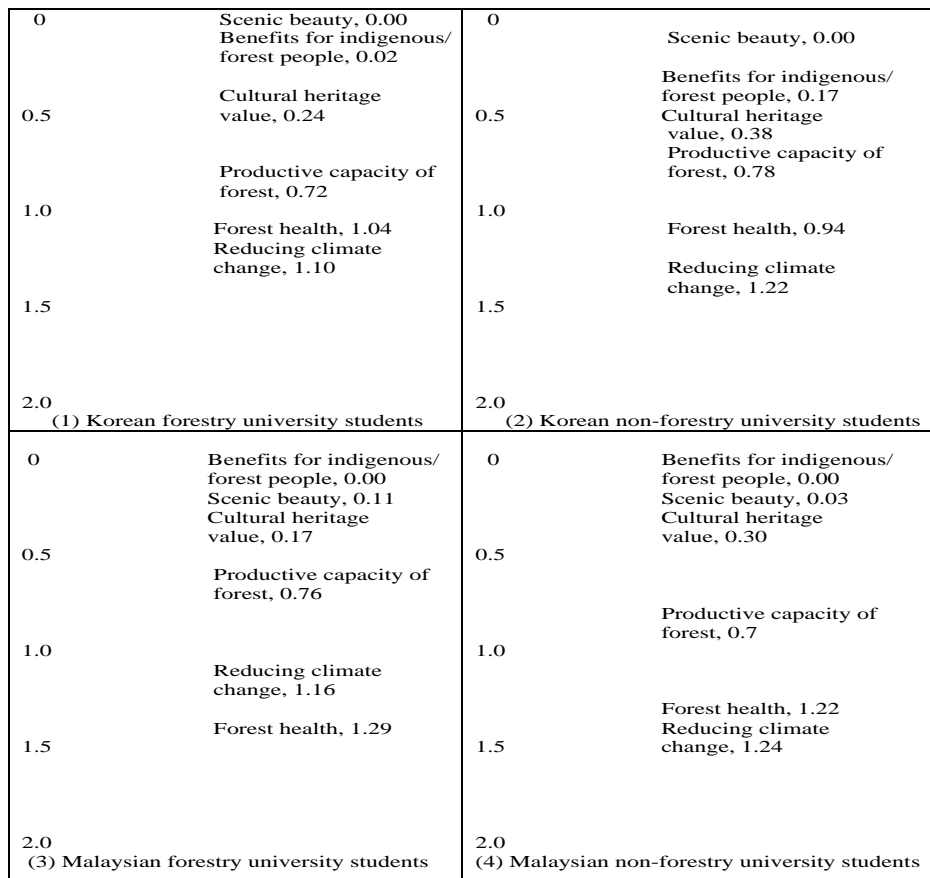 0 Scenic beauty, 0.00
Benefits for indigenous/
forest people, 0.02
Cultural heritage
0.5 value, 0.24
Productive capacity of
forest, 0.72
1.0
Forest health, 1.04
Reducing climate
change, 1.10
1.5
2.0
(1) Korean forestry university students
0
Scenic beauty, 0.00
Benefits for indigenous/
forest people, 0.17
0.5 Cultural heritage
value, 0.38
Productive capacity of
forest, 0.78
1.0
Forest health, 0.94
Reducing climate
change, 1.22
1.5
2.0
(2) Korean non-forestry university students
0 Benefits for indigenous/
forest people, 0.00
Scenic beauty, 0.11
Cultural heritage
value, 0.17
0.5
Productive capacity of
forest, 0.76
1.0
Reducing climate
change, 1.16
Forest health, 1.29
1.5
2.0
(3) Malaysian forestry university students
0 Benefits for indigenous/
forest people, 0.00
Scenic beauty, 0.03
Cultural heritage
value, 0.30
0.5
Productive capacity of
forest, 0.7
1.0
Forest health, 1.22
Reducing climate
1.5 change, 1.24
2.0
(4) Malaysian non-forestry university students